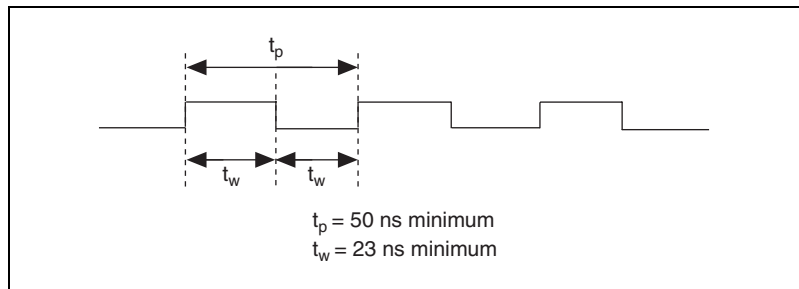 tp
tw tw
tp = 50 ns minimum
tw = 23 ns minimum